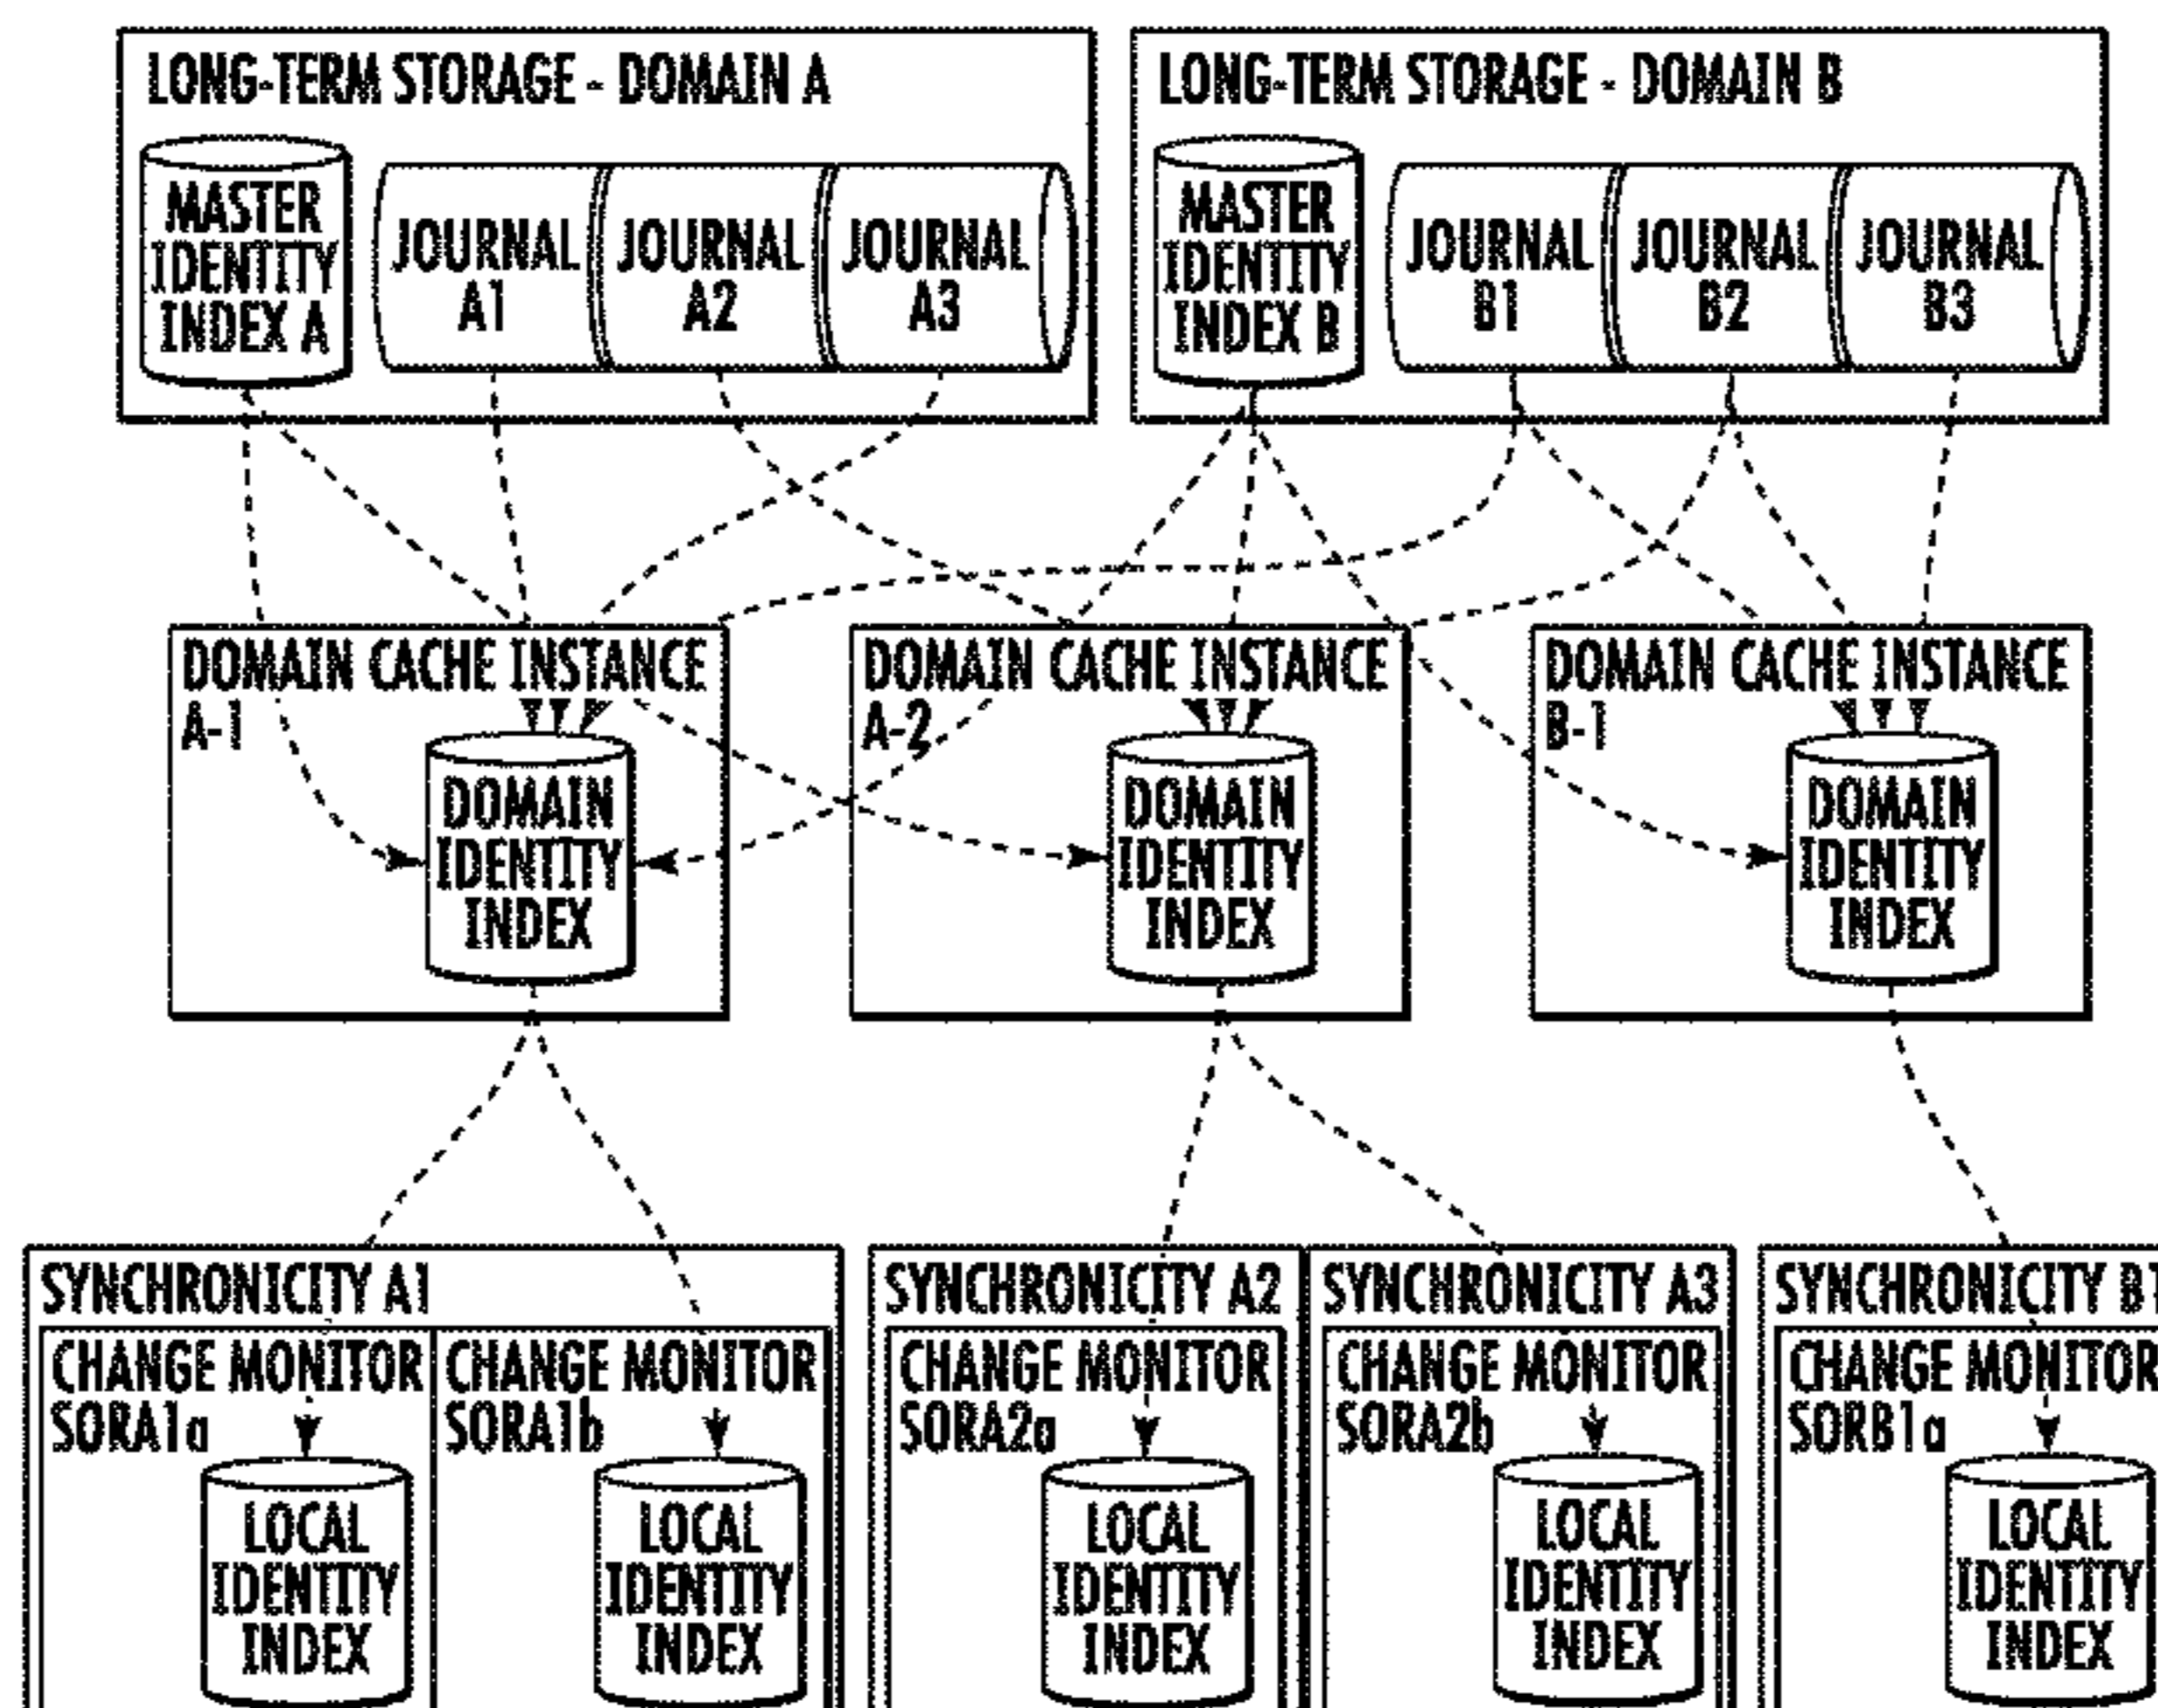 LONG-TERM STORAGE - DOMAIN A
MASTER
IDENTITY
INDEX A
JOURNAL
A1
JOURNAL
A2
JOURNAL
A3
LONG-TERM STORAGE - DOMAIN B
MASTER
IDENTITY
INDEX B
JOURNAL
B1
JOURNAL
B2
JOURNAL
B3
DOMAIN CACHE INSTANCE
A-1
DOMAIN
IDENTITY
INDEX
DOMAIN CACHE INSTANCE
A-2
DOMAIN
IDENTITY
INDEX
DOMAIN CACHE INSTANCE
B-1
DOMAIN
IDENTITY
INDEX
SYNCHRONICITY A1
CHANGE MONITOR
SORA1a
LOCAL
IDENTITY
INDEX
CHANGE MONITOR
SORA1b
LOCAL
IDENTITY
INDEX
SYNCHRONICITY A2
CHANGE MONITOR
SORA2a
LOCAL
IDENTITY
INDEX
SYNCHRONICITY A3
CHANGE MONITOR
SORA2b
LOCAL
IDENTITY
INDEX
SYNCHRONICITY B1
CHANGE MONITOR
SORB1a
LOCAL
IDENTITY
INDEX